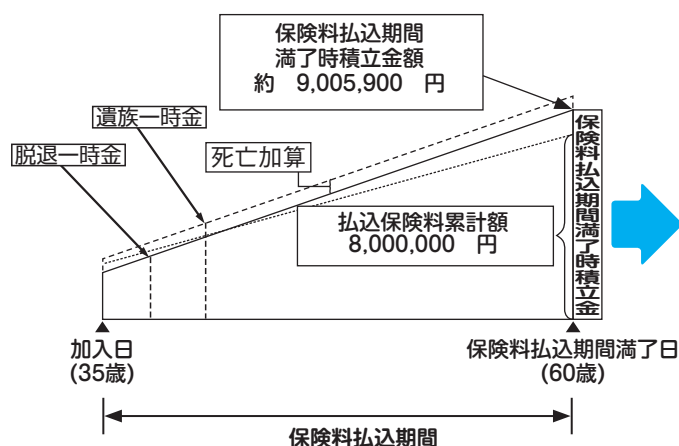 保険料払込期間
満了時積立金額
約 9,005,900 円
遺族一時金
脱退一時金
死亡加算
払込保険料累計額
8,000,000 円
保険料払込期間満了時積立金
加入日
(35歳)
保険料払込期間満了日
(60歳)
保険料払込期間